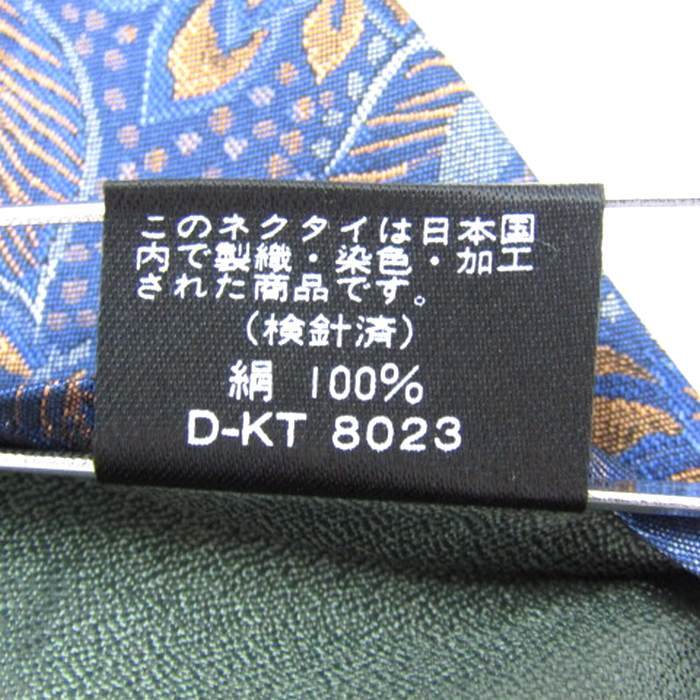 このネクタイは日本国
内で製織・染色・加工
された商品です。
(検針済)
絹 100%
D-KT 8023